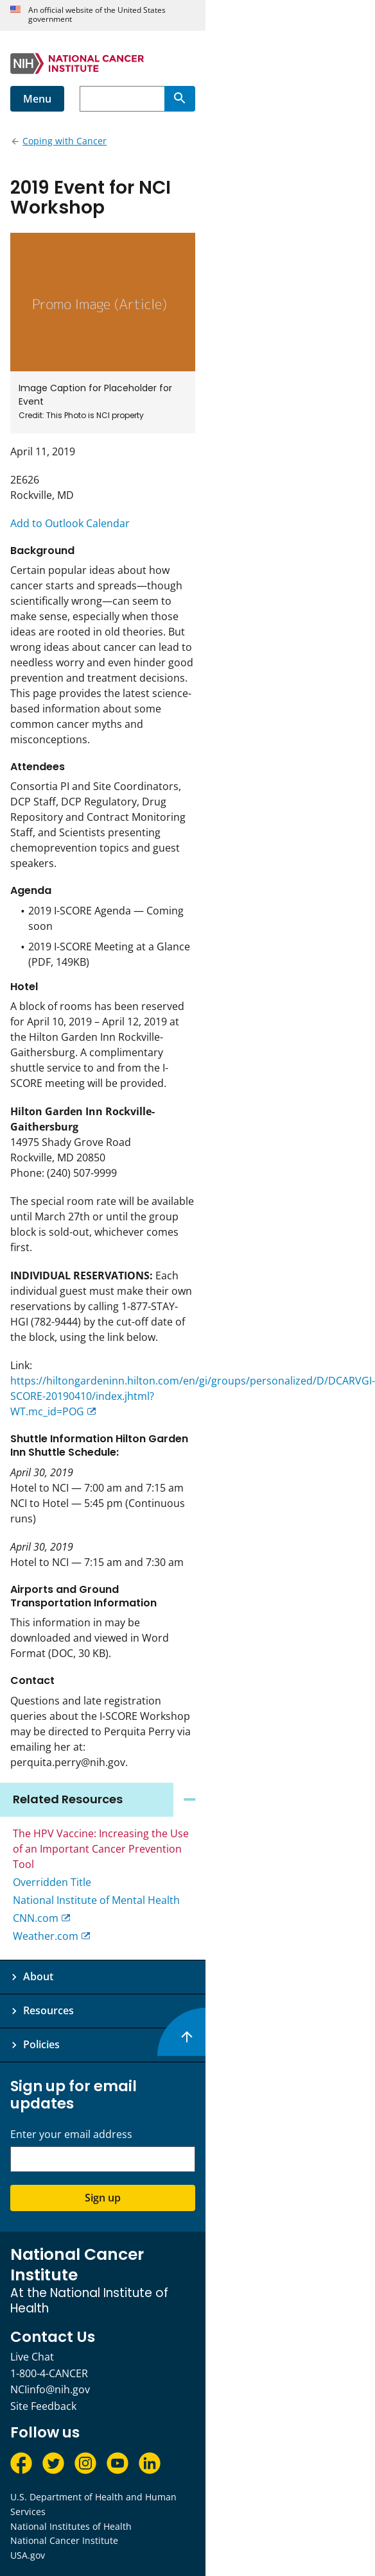 An official website of the United States
government
NIH NATIONAL CANCER
INSTITUTE
Menu
Coping with Cancer
2019 Event for NCI
Workshop
Promo Image (Article)
Image Caption for Placeholder for
Event
Credit: This Photo is NCI property
April 11, 2019
2E626
Rockville, MD
Add to Outlook Calendar
Background
Certain popular ideas about how
cancer starts and spreads—though
scientifically wrong—can seem to
make sense, especially when those
ideas are rooted in old theories. But
wrong ideas about cancer can lead to
needless worry and even hinder good
prevention and treatment decisions.
This page provides the latest science-
based information about some
common cancer myths and
misconceptions.
Attendees
Consortia PI and Site Coordinators,
DCP Staff, DCP Regulatory, Drug
Repository and Contract Monitoring
Staff, and Scientists presenting
chemoprevention topics and guest
speakers.
Agenda
• 2019 I-SCORE Agenda — Coming
soon
• 2019 I-SCORE Meeting at a Glance
(PDF, 149KB)
Hotel
A block of rooms has been reserved
for April 10, 2019 – April 12, 2019 at
the Hilton Garden Inn Rockville-
Gaithersburg. A complimentary
shuttle service to and from the I-
SCORE meeting will be provided.
Hilton Garden Inn Rockville-
Gaithersburg
14975 Shady Grove Road
Rockville, MD 20850
Phone: (240) 507-9999
The special room rate will be available
until March 27th or until the group
block is sold-out, whichever comes
first.
INDIVIDUAL RESERVATIONS: Each
individual guest must make their own
reservations by calling 1-877-STAY-
HGI (782-9444) by the cut-off date of
the block, using the link below.
Link:
https://hiltongardeninn.hilton.com/en/gi/groups/personalized/D/DCARVGI-
SCORE-20190410/index.jhtml?
WT.mc_id=POG
Shuttle Information Hilton Garden
Inn Shuttle Schedule:
April 30, 2019
Hotel to NCI — 7:00 am and 7:15 am
NCI to Hotel — 5:45 pm (Continuous
runs)
April 30, 2019
Hotel to NCI — 7:15 am and 7:30 am
Airports and Ground
Transportation Information
This information in may be
downloaded and viewed in Word
Format (DOC, 30 KB).
Contact
Questions and late registration
queries about the I-SCORE Workshop
may be directed to Perquita Perry via
emailing her at:
perquita.perry@nih.gov.
Related Resources
The HPV Vaccine: Increasing the Use
of an Important Cancer Prevention
Tool
Overridden Title
National Institute of Mental Health
CNN.com
Weather.com
About
Resources
Policies
Sign up for email
updates
Enter your email address
Sign up
National Cancer
Institute
At the National Institute of
Health
Contact Us
Live Chat
1-800-4-CANCER
NCIinfo@nih.gov
Site Feedback
Follow us
U.S. Department of Health and Human
Services
National Institutes of Health
National Cancer Institute
USA.gov